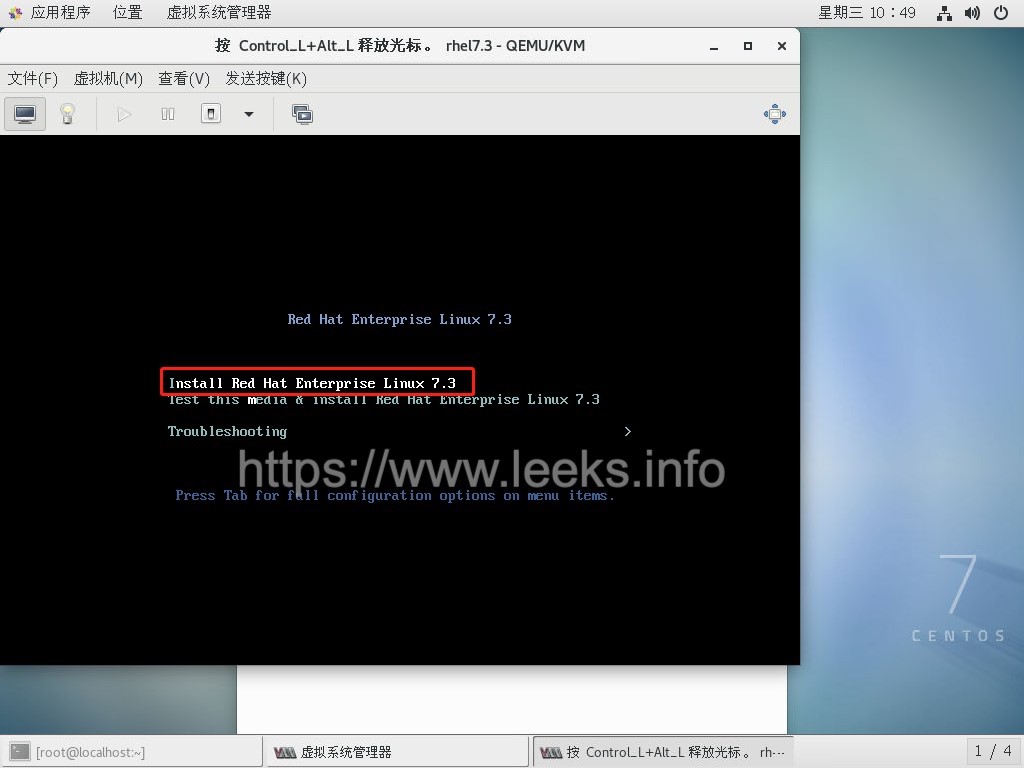 应用程序 位置 虚拟系统管理器 星期三 10：49
按 Control_L+Alt_L 释放光标。 rhel7.3 - QEMU/KVM
文件(F) 虚拟机(M) 查看(V) 发送按键(K)
Red Hat Enterprise Linux 7.3
Install Red Hat Enterprise Linux 7.3
Test this media & install Red Hat Enterprise Linux 7.3
Troubleshooting >
https://www.leeks.info
Press Tab for full configuration options on menu items.
7
CENTOS
[root@localhost:~] 虚拟系统管理器 按 Control_L+Alt_L 释放光标。 rh··· 1 / 4